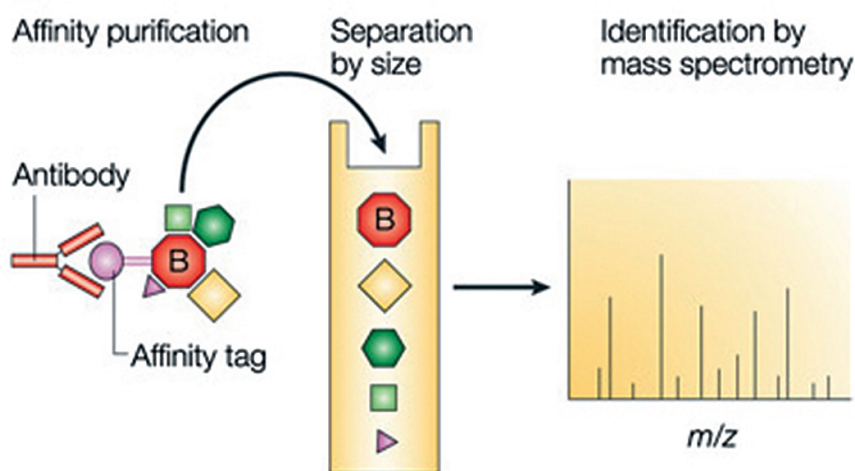 Affinity purification
Separation
by size
Identification by
mass spectrometry
Antibody
B
B
Affinity tag
m/z